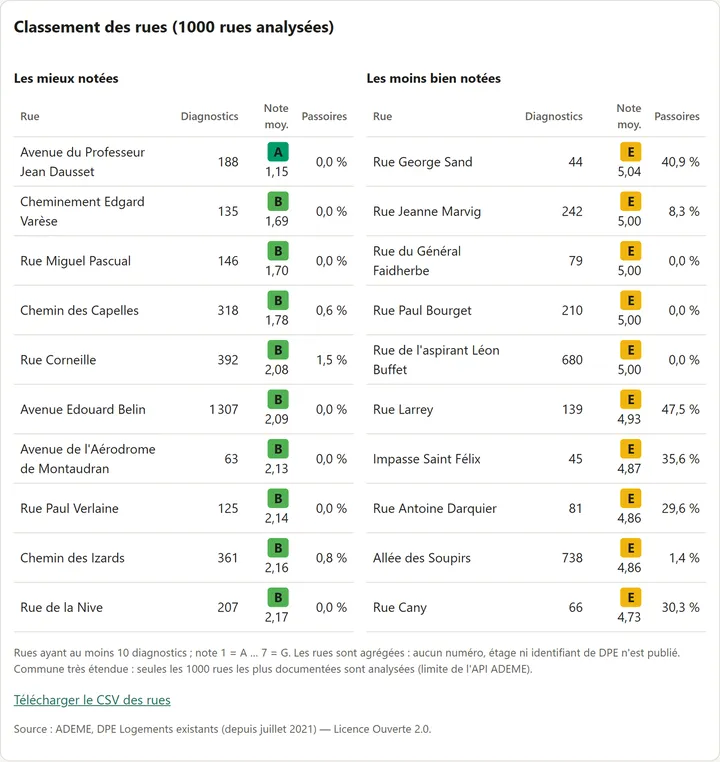 Classement des rues (1000 rues analysées)
Les mieux notées
Rue Diagnostics Note moy. Passoires
Avenue du Professeur Jean Dausset 188 A 1,15 0,0 %
Cheminement Edgard Varèse 135 B 1,69 0,0 %
Rue Miguel Pascual 146 B 1,70 0,0 %
Chemin des Capelles 318 B 1,78 0,6 %
Rue Corneille 392 B 2,08 1,5 %
Avenue Edouard Belin 1 307 B 2,09 0,0 %
Avenue de l'Aérodrome de Montaudran 63 B 2,13 0,0 %
Rue Paul Verlaine 125 B 2,14 0,0 %
Chemin des Izards 361 B 2,16 0,8 %
Rue de la Nive 207 B 2,17 0,0 %
Les moins bien notées
Rue Diagnostics Note moy. Passoires
Rue George Sand 44 E 5,04 40,9 %
Rue Jeanne Marvig 242 E 5,00 8,3 %
Rue du Général Faidherbe 79 E 5,00 0,0 %
Rue Paul Bourget 210 E 5,00 0,0 %
Rue de l'aspirant Léon Buffet 680 E 5,00 0,0 %
Rue Larrey 139 E 4,93 47,5 %
Impasse Saint Félix 45 E 4,87 35,6 %
Rue Antoine Darquier 81 E 4,86 29,6 %
Allée des Soupirs 738 E 4,86 1,4 %
Rue Cany 66 E 4,73 30,3 %
Rues ayant au moins 10 diagnostics ; note 1 = A … 7 = G. Les rues sont agrégées : aucun numéro, étage ni identifiant de DPE n'est publié.
Commune très étendue : seules les 1000 rues les plus documentées sont analysées (limite de l'API ADEME).
Télécharger le CSV des rues
Source : ADEME, DPE Logements existants (depuis juillet 2021) — Licence Ouverte 2.0.